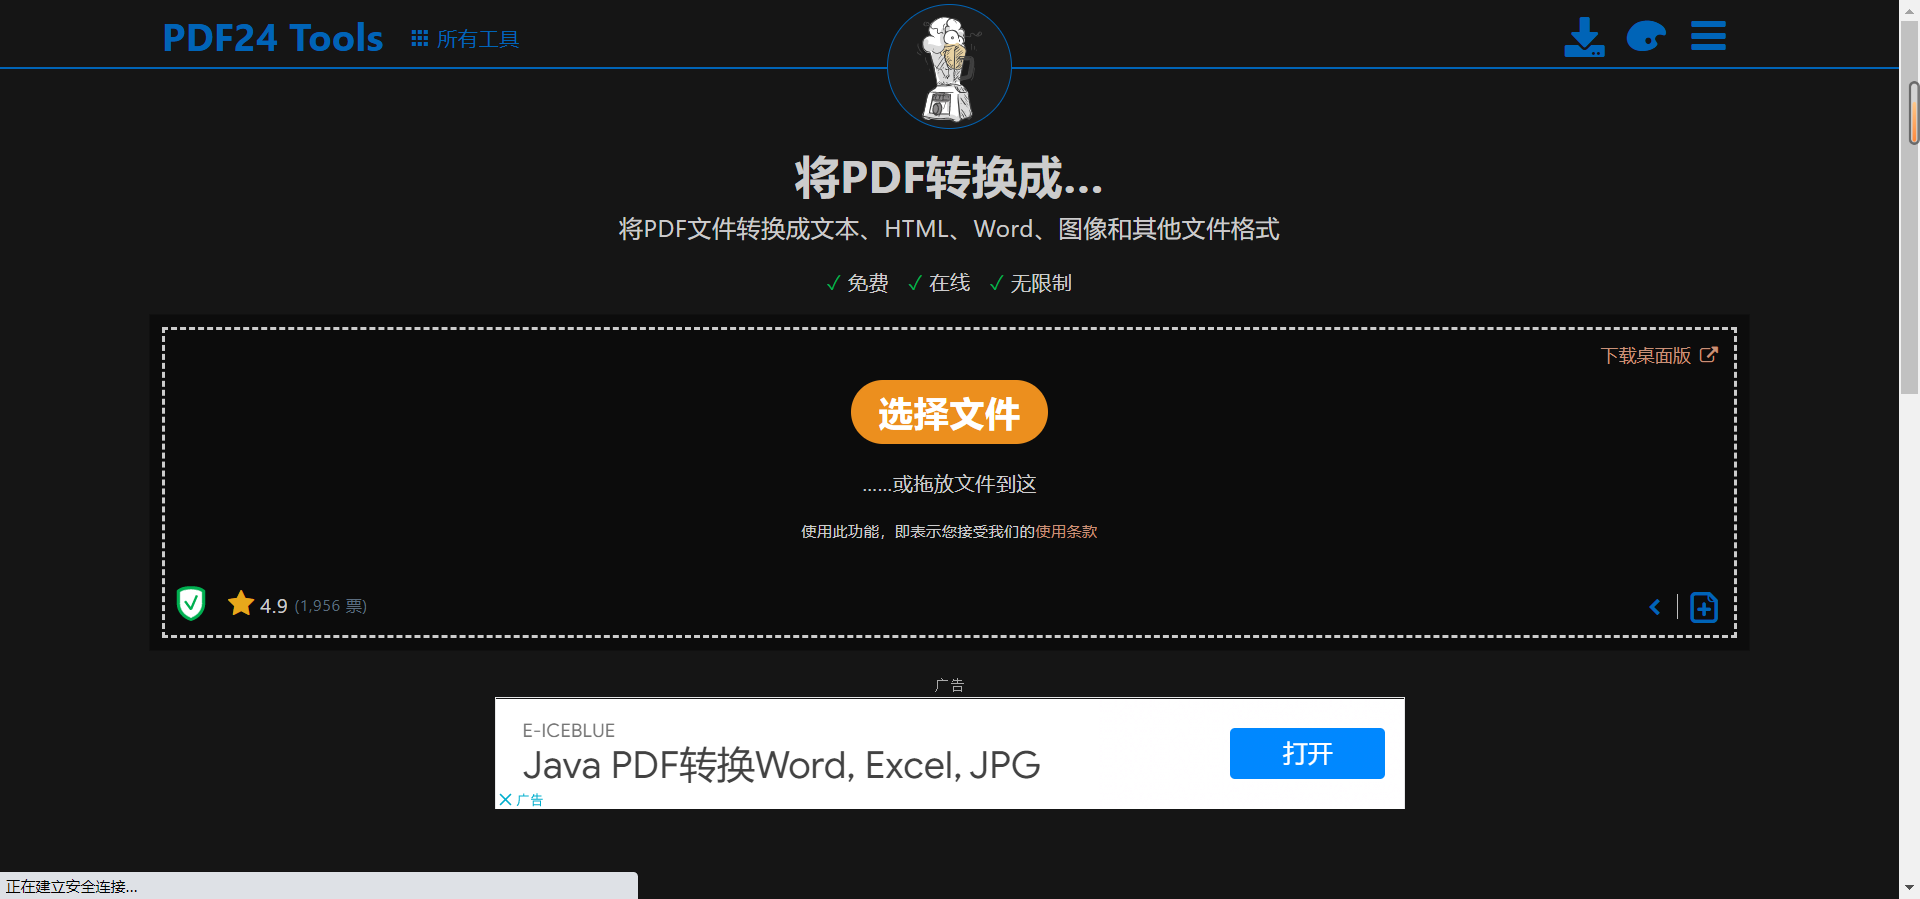 PDF24 Tools 所有工具
将PDF转换成...
将PDF文件转换成文本、HTML、Word、图像和其他文件格式
✓ 免费 ✓ 在线 ✓ 无限制
下载桌面版
选择文件
......或拖放文件到这
使用此功能，即表示您接受我们的使用条款
4.9 (1,956 票)
广告
E-ICEBLUE
Java PDF转换Word, Excel, JPG
打开
广告
正在建立安全连接...